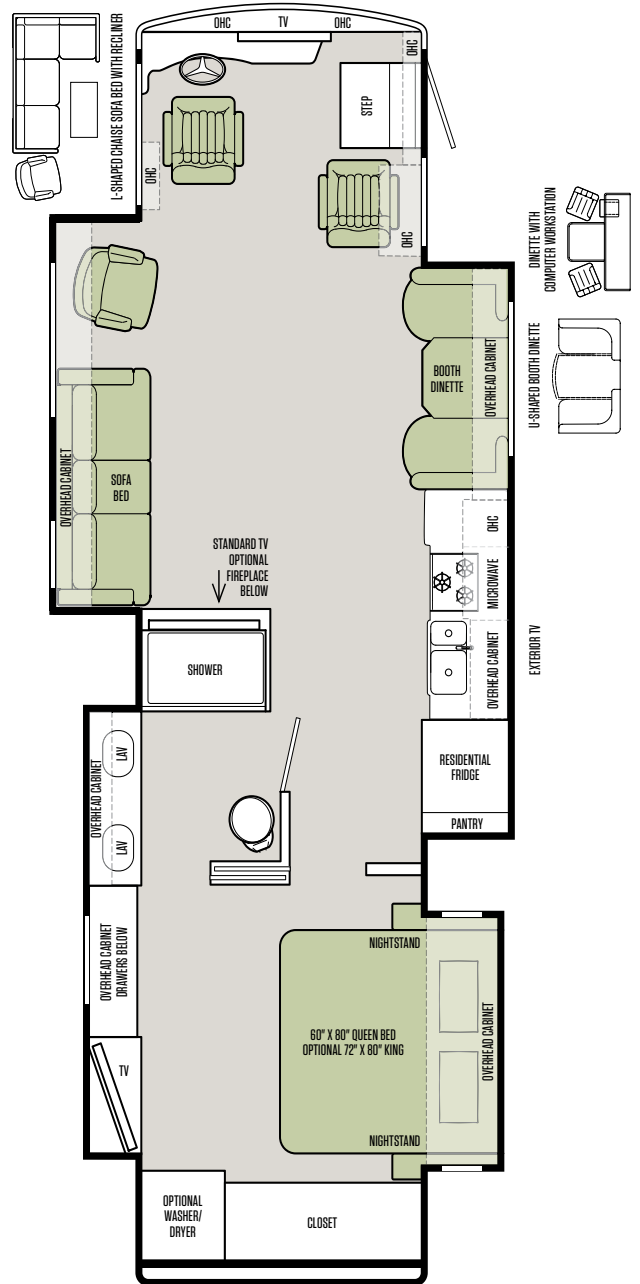 OHC
TV
OHC
OHC
STEP
L-SHAPED CHAISE SOFA BED WITH RECLINER
OHC
OHC
DINETTE WITH
COMPUTER WORKSTATION
BOOTH
DINETTE
OVERHEAD CABINET
U-SHAPED BOOTH DINETTE
OVERHEAD CABINET
SOFA
BED
OHC
STANDARD TV
OPTIONAL
FIREPLACE
BELOW
MICROWAVE
EXTERIOR TV
SHOWER
OVERHEAD CABINET
OVERHEAD CABINET
LAV
LAV
RESIDENTIAL
FRIDGE
PANTRY
OVERHEAD CABINET
DRAWERS BELOW
NIGHTSTAND
60" X 80" QUEEN BED
OPTIONAL 72" X 80" KING
OVERHEAD CABINET
TV
NIGHTSTAND
OPTIONAL
WASHER/
DRYER
CLOSET